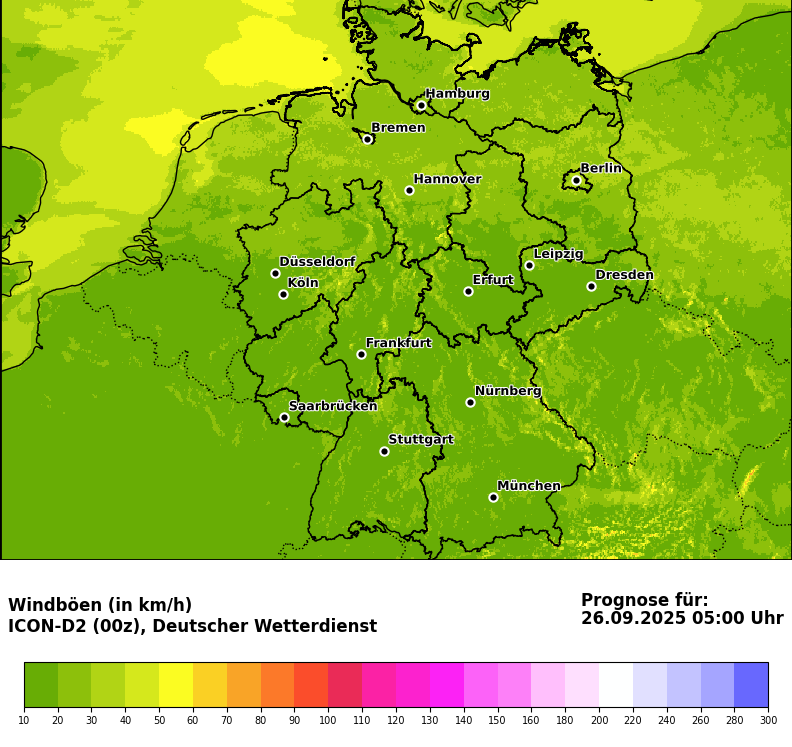 Hamburg
Bremen
Berlin
Hannover
Leipzig
Düsseldorf
Dresden
Köln
Erfurt
Frankfurt
Nürnberg
Saarbrücken
Stuttgart
München
Windböen (in km/h)
ICON-D2 (00z), Deutscher Wetterdienst
Prognose für:
26.09.2025 05:00 Uhr
10 20 30 40 50 60 70 80 90 100 110 120 130 140 150 160 180 200 220 240 260 280 300